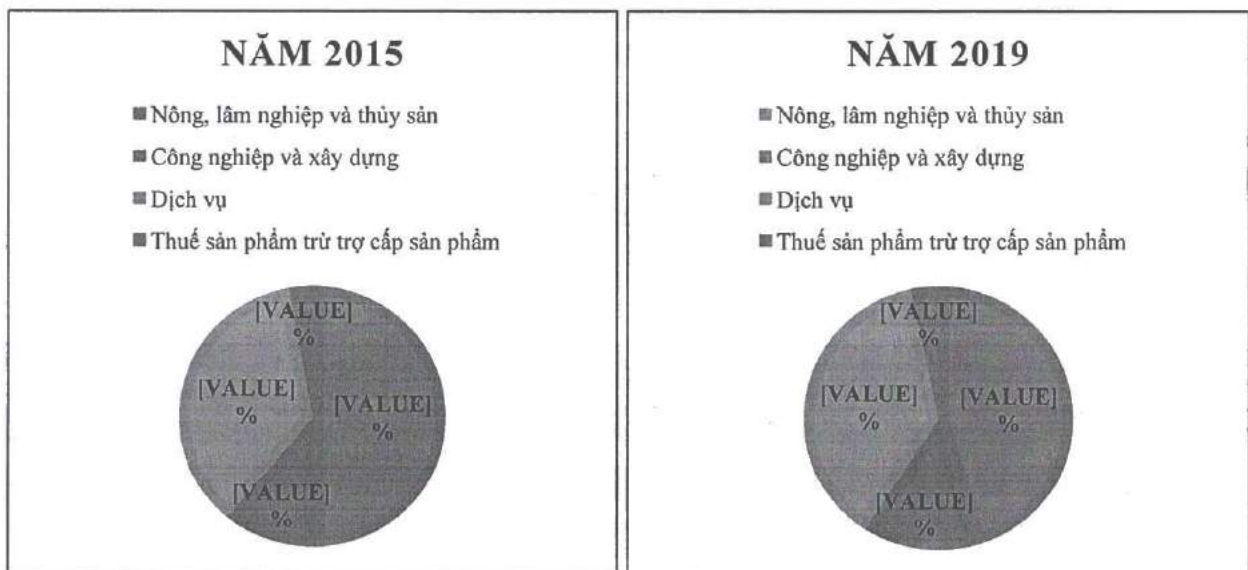 NĂM 2015
Nông, lâm nghiệp và thủy sản
Công nghiệp và xây dựng
Dịch vụ
Thuế sản phẩm trừ trợ cấp sản phẩm
[VALUE]
%
[VALUE]
%
[VALUE]
%
[VALUE]
%
NĂM 2019
Nông, lâm nghiệp và thủy sản
Công nghiệp và xây dựng
Dịch vụ
Thuế sản phẩm trừ trợ cấp sản phẩm
[VALUE]
%
[VALUE]
%
[VALUE]
%
[VALUE]
%